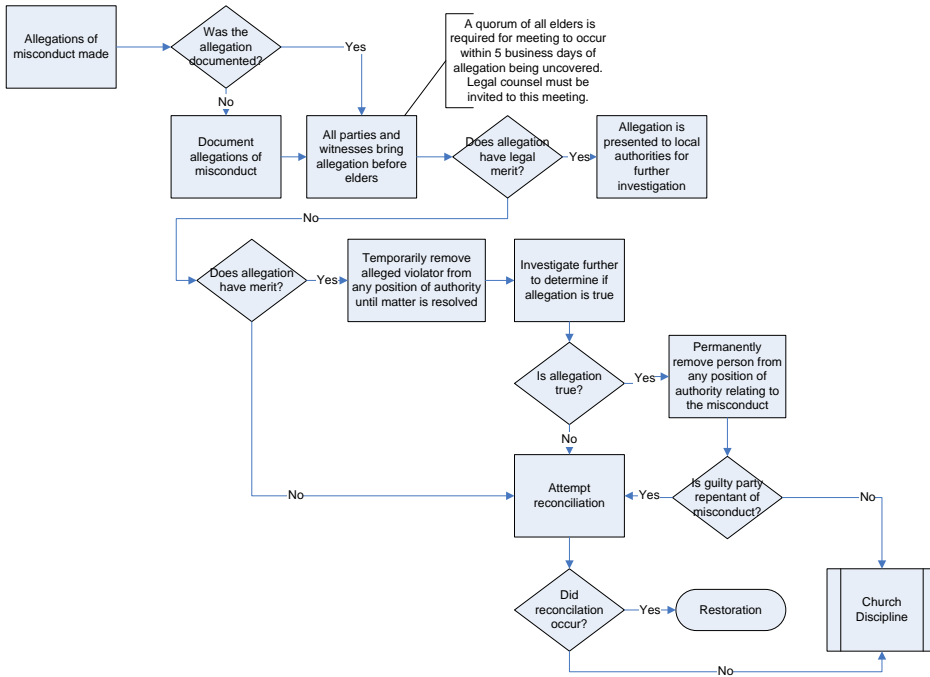 Allegations of
misconduct made
Was the
allegation
documented?
Yes
No
A quorum of all elders is
required for meeting to occur
within 5 business days of
allegation being uncovered.
Legal counsel must be
invited to this meeting.
Document
allegations of
misconduct
All parties and
witnesses bring
allegation before
elders
Does allegation
have legal
merit?
Yes
Allegation is
presented to local
authorities for
further
investigation
No
Does allegation
have merit?
Yes
Temporarily remove
alleged violator from
any position of authority
until matter is resolved
Investigate further
to determine if
allegation is true
Is allegation
true?
Yes
Permanently
remove person from
any position of
authority relating to
the misconduct
No
No
Attempt
reconciliation
Yes
Is guilty party
repentant of
misconduct?
No
Did
reconcilation
occur?
Yes
Restoration
Church
Discipline
No